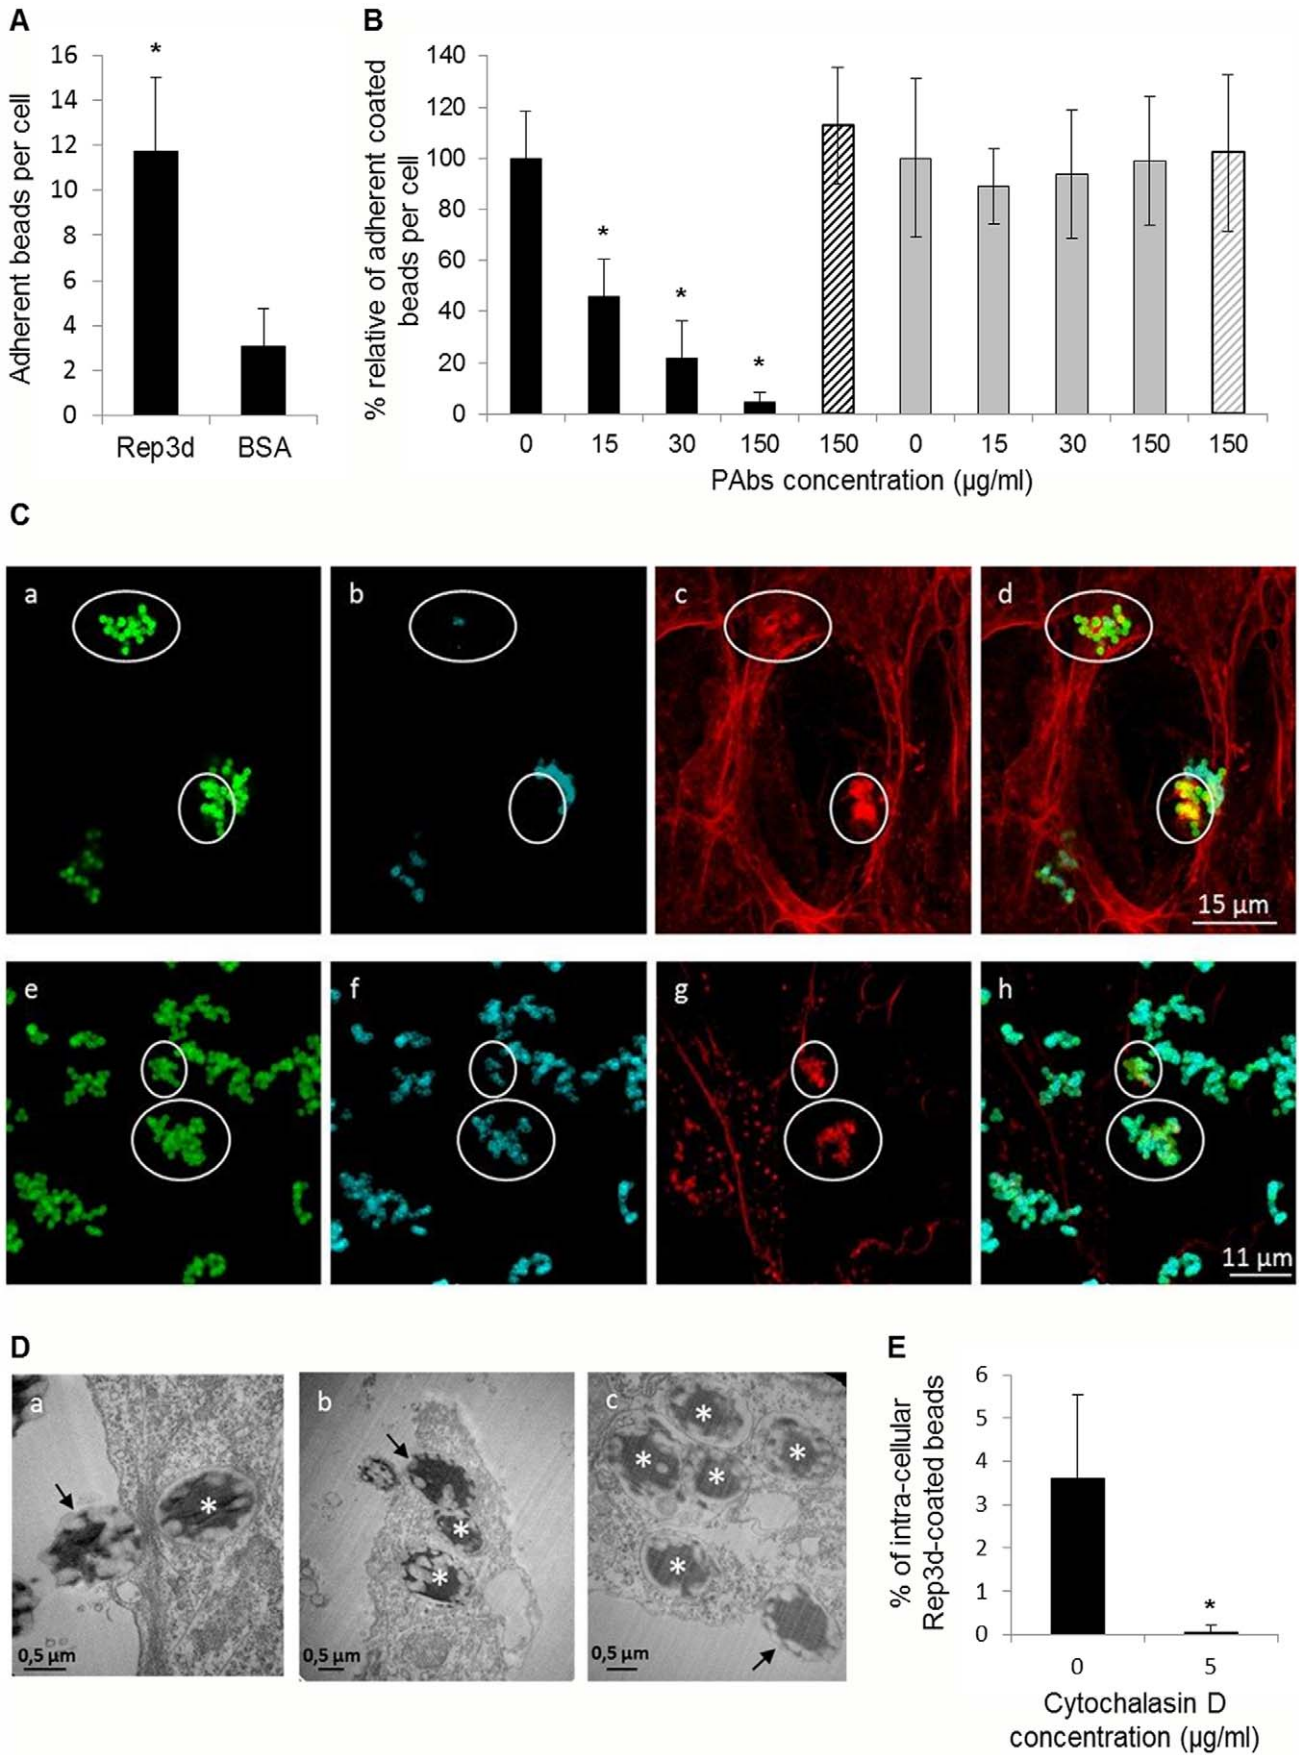 A
B
16
14
12
10
8
6
4
2
0
Adherent beads per cell
*
Rep3d
BSA
140
120
100
80
60
40
20
0
% relative of adherent coated
beads per cell
*
*
*
0
15
30
150
150
0
15
30
150
150
PAbs concentration (µg/ml)
C
a
b
c
d
15 µm
e
f
g
h
11 µm
D
a
*
0,5 µm
b
*
*
0,5 µm
c
*
*
*
*
*
0,5 µm
E
6
5
4
3
2
1
0
% of intra-cellular
Rep3d-coated beads
*
0
5
Cytochalasin D
concentration (µg/ml)